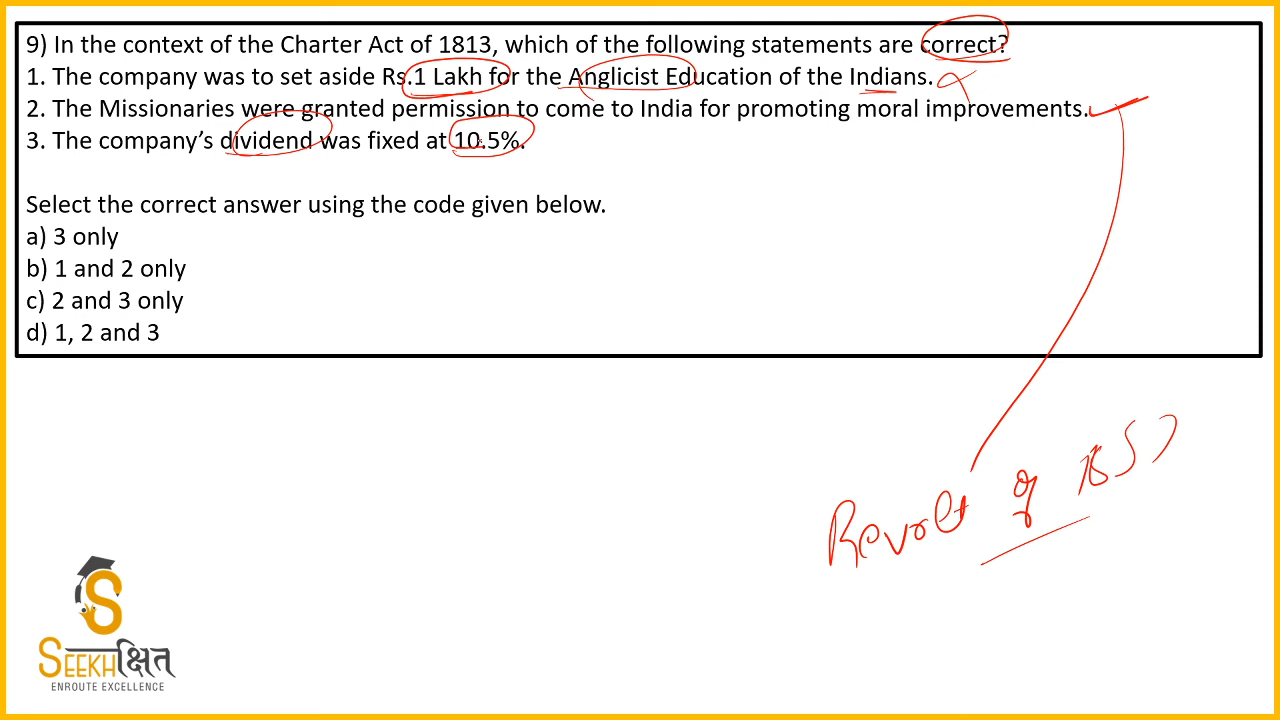 9) In the context of the Charter Act of 1813, which of the following statements are correct?
1. The company was to set aside Rs.1 Lakh for the Anglicist Education of the Indians.
2. The Missionaries were granted permission to come to India for promoting moral improvements.
3. The company's dividend was fixed at 10.5%.
Select the correct answer using the code given below.
a) 3 only
b) 1 and 2 only
c) 2 and 3 only
d) 1, 2 and 3
Revolt of 1857
S
SEEKHक्षित
ENROUTE EXCELLENCE